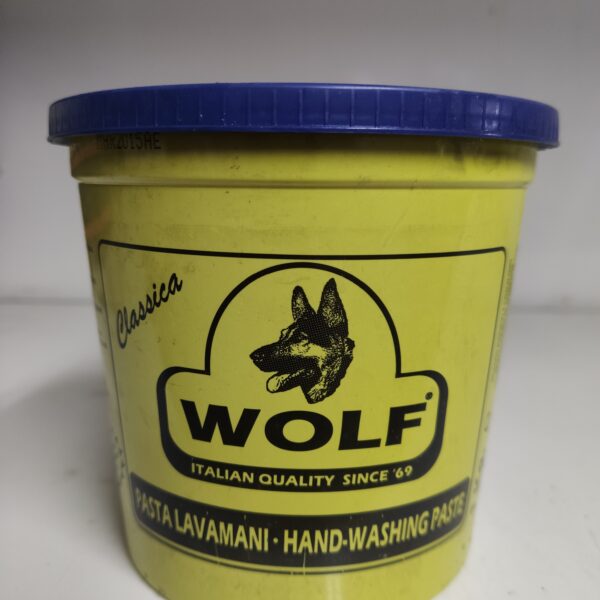 Classica
WOLF®
ITALIAN QUALITY SINCE '69
PASTA LAVAMANI · HAND-WASHING PASTE